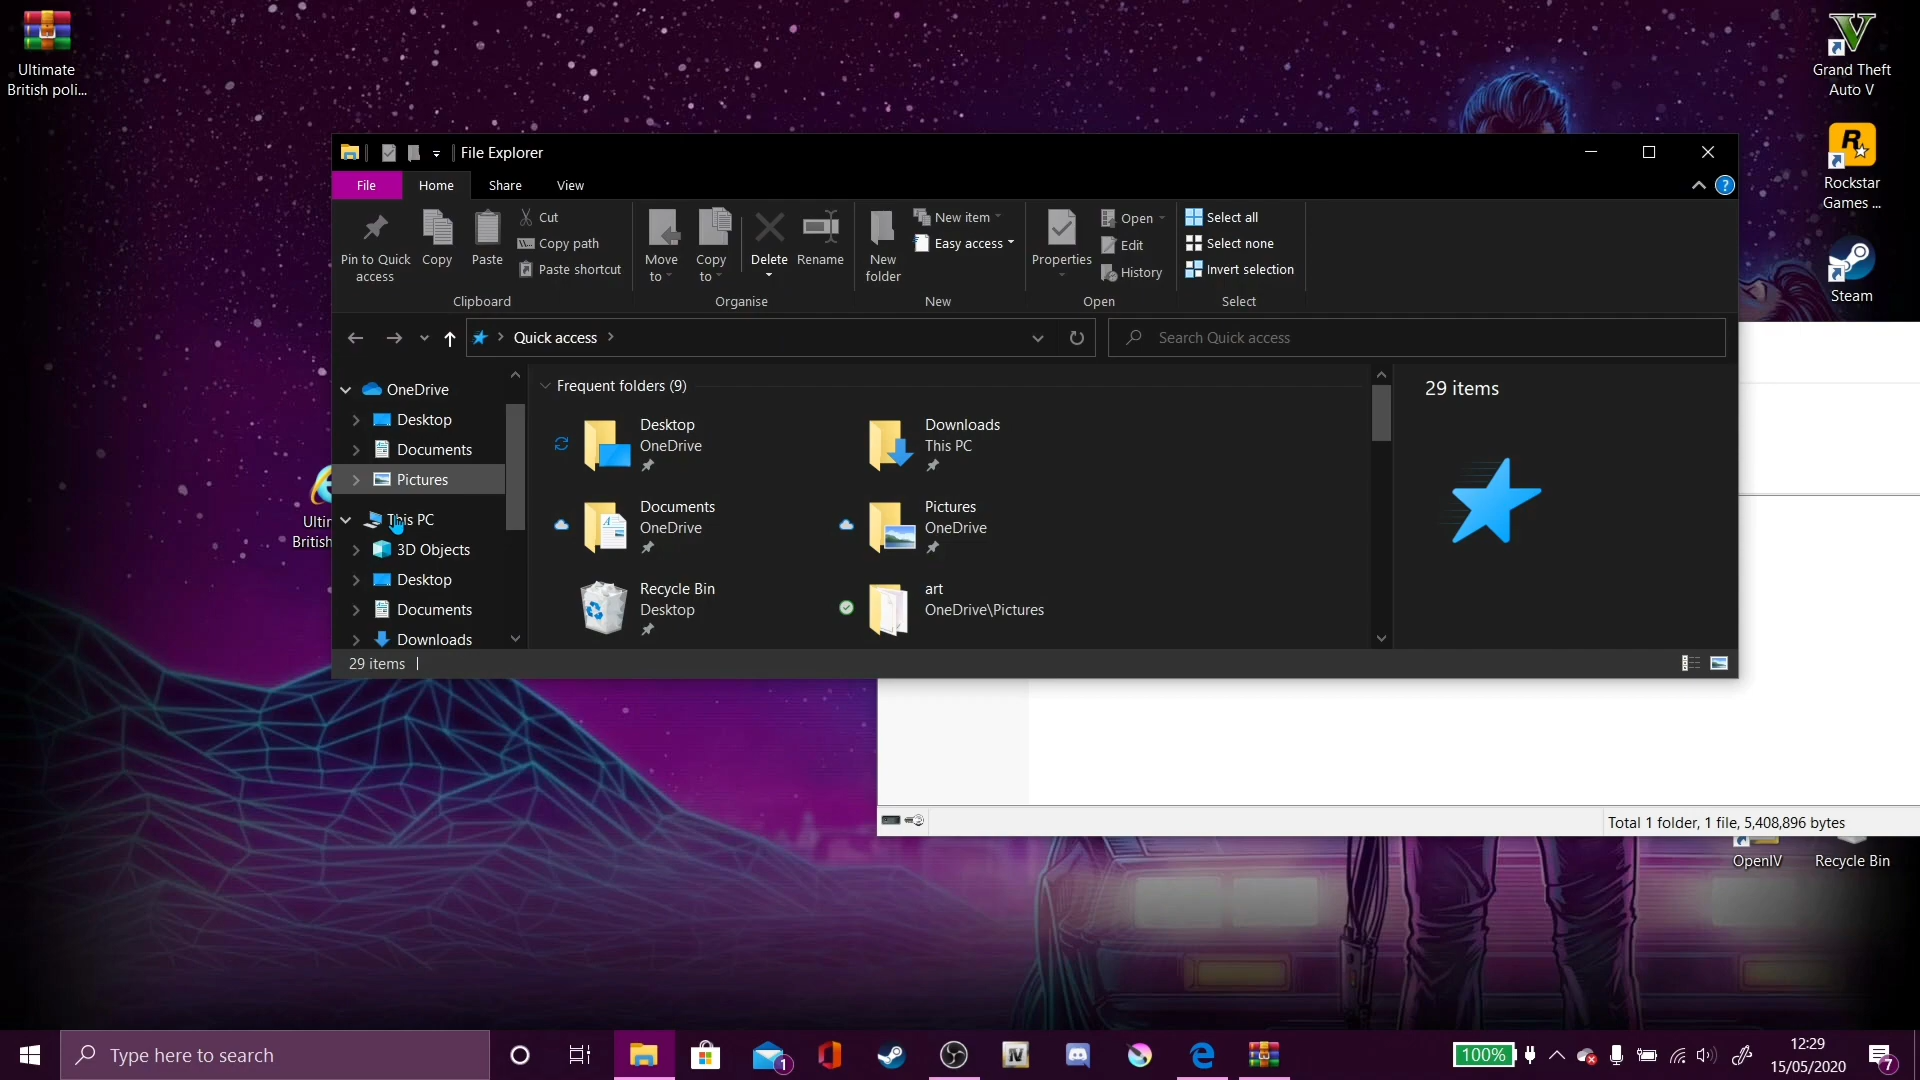 Ultimate
British poli...
Grand Theft
Auto V
Rockstar
Games ...
Steam
File Explorer
File
Home
Share
View
Pin to Quick
access
Copy
Paste
Cut
Copy path
Paste shortcut
Clipboard
Move
to
Copy
to
Delete
Rename
Organise
New
folder
New item
Easy access
New
Properties
Open
Edit
History
Open
Select all
Select none
Invert selection
Select
Quick access
Search Quick access
OneDrive
Desktop
Documents
Pictures
This PC
3D Objects
Desktop
Documents
Downloads
Frequent folders (9)
Desktop
OneDrive
Downloads
This PC
Documents
OneDrive
Pictures
OneDrive
Recycle Bin
Desktop
art
OneDrive\Pictures
29 items
29 items
Ultin
British
Total 1 folder, 1 file, 5,408,896 bytes
OpenIV
Recycle Bin
Type here to search
1
100%
12:29
15/05/2020
7